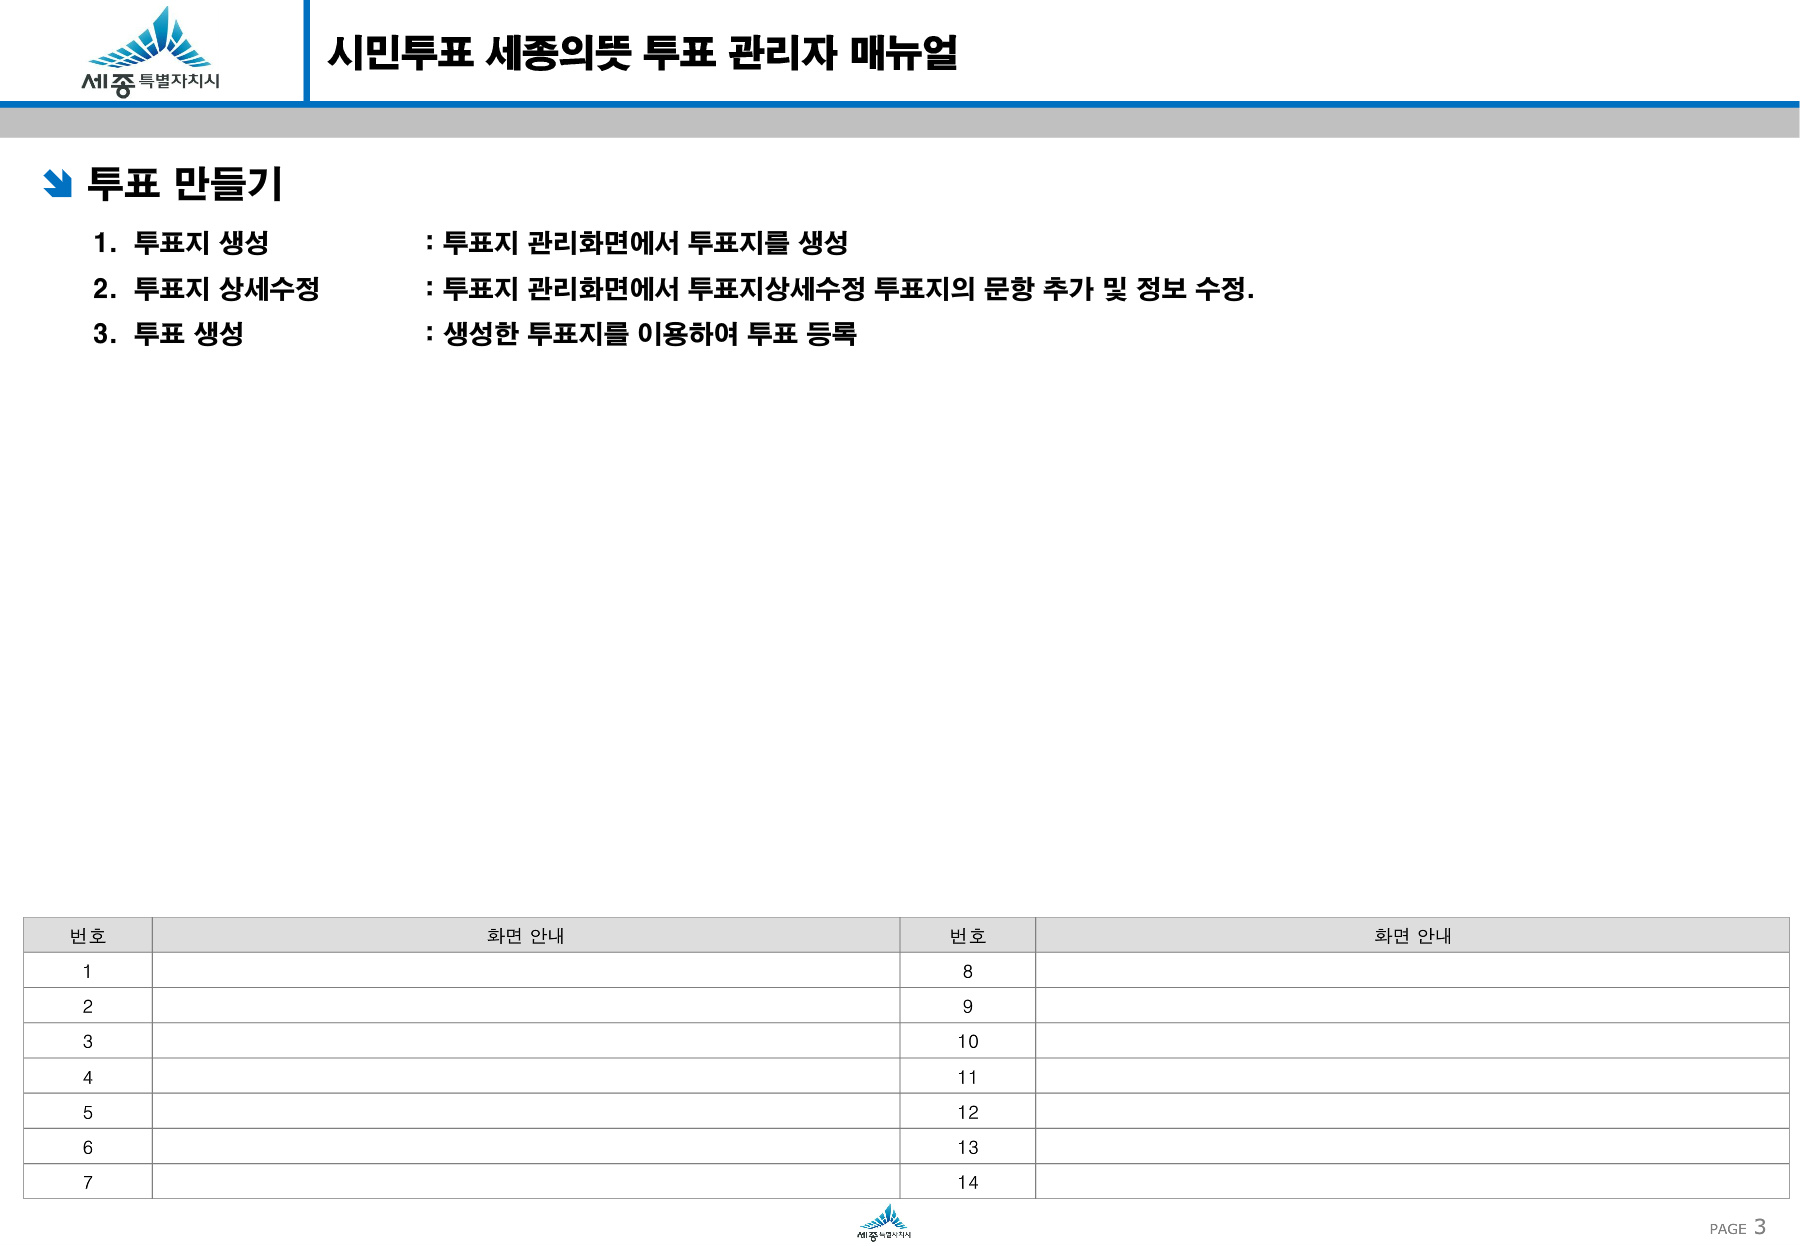 세종특별자치시
시민투표 세종의뜻 투표 관리자 매뉴얼
투표 만들기
1. 투표지 생성 : 투표지 관리화면에서 투표지를 생성
2. 투표지 상세수정 : 투표지 관리화면에서 투표지상세수정 투표지의 문항 추가 및 정보 수정.
3. 투표 생성 : 생성한 투표지를 이용하여 투표 등록
번호 화면 안내 번호 화면 안내
1 8
2 9
3 10
4 11
5 12
6 13
7 14
세종특별자치시
PAGE 3